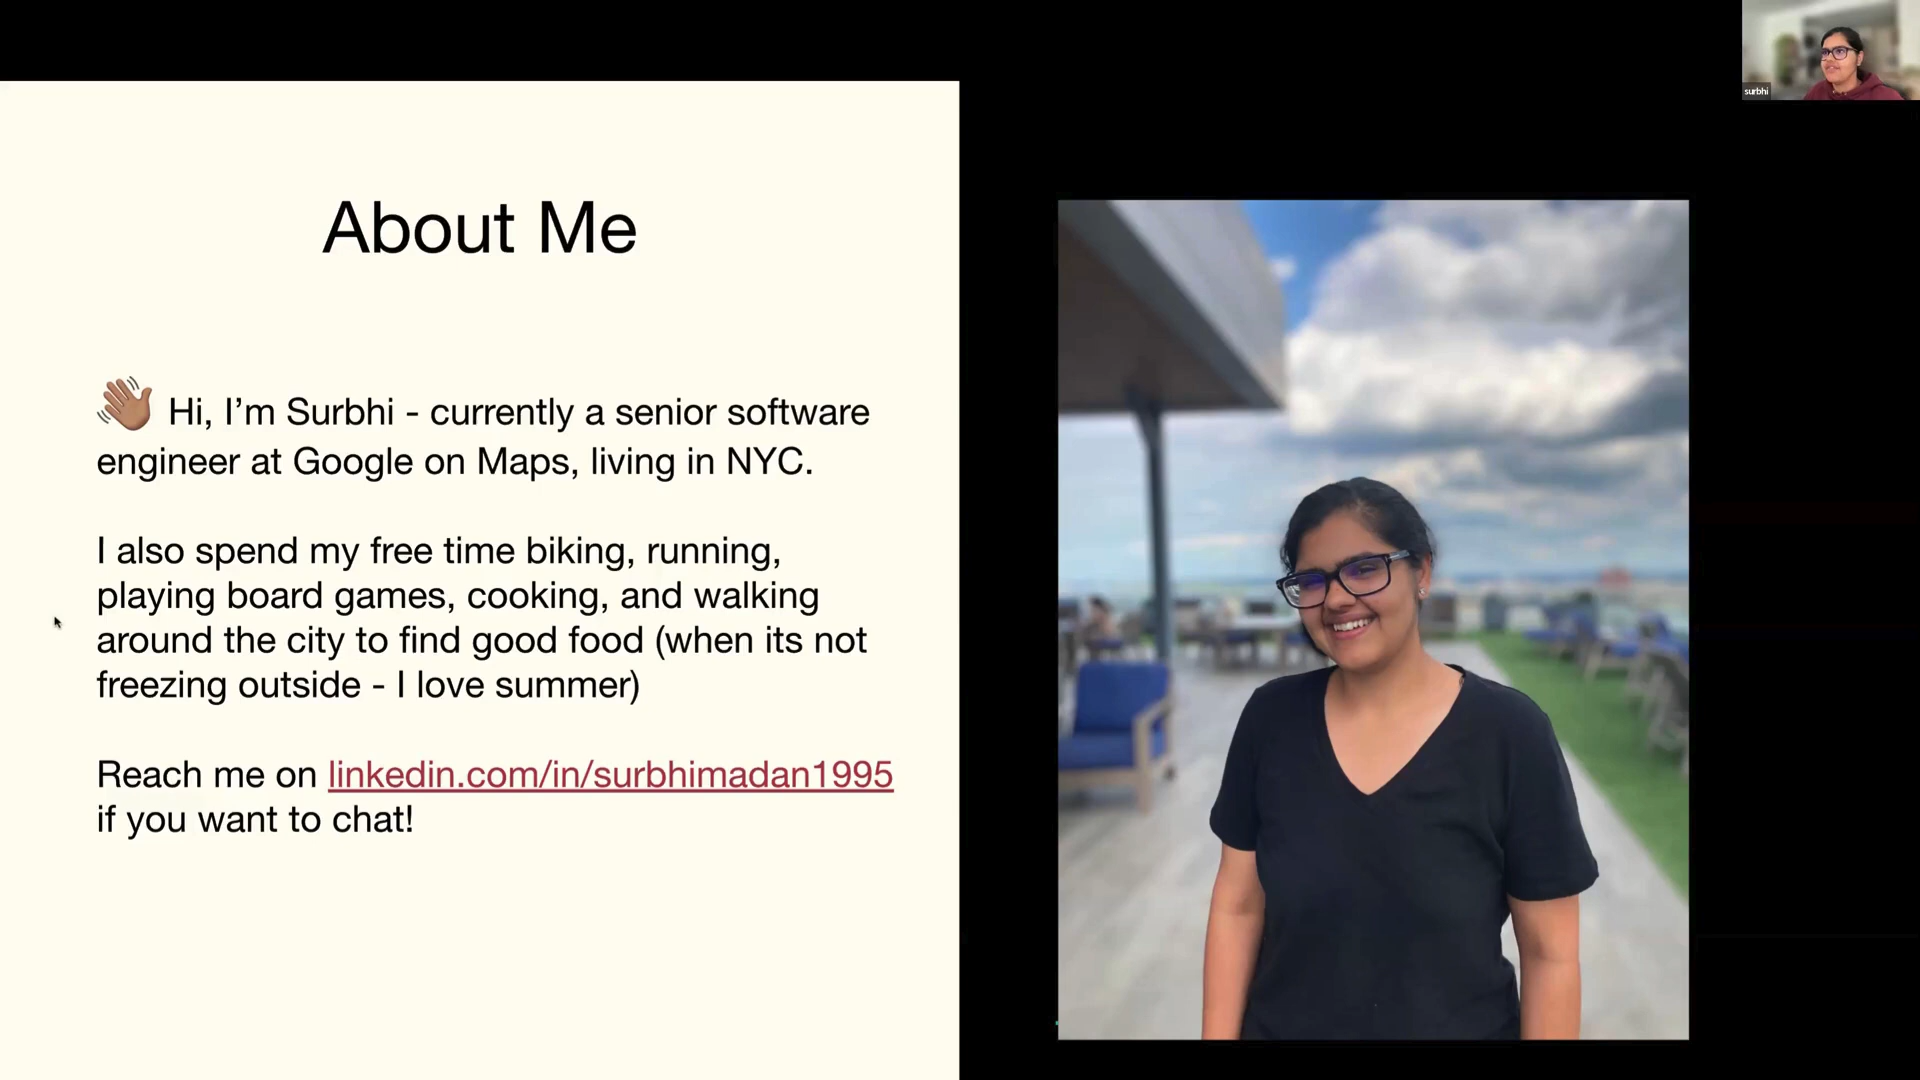 surbhi
About Me
👋🏽 Hi, I’m Surbhi - currently a senior software
engineer at Google on Maps, living in NYC.
I also spend my free time biking, running,
playing board games, cooking, and walking
around the city to find good food (when its not
freezing outside - I love summer)
Reach me on linkedin.com/in/surbhimadan1995
if you want to chat!